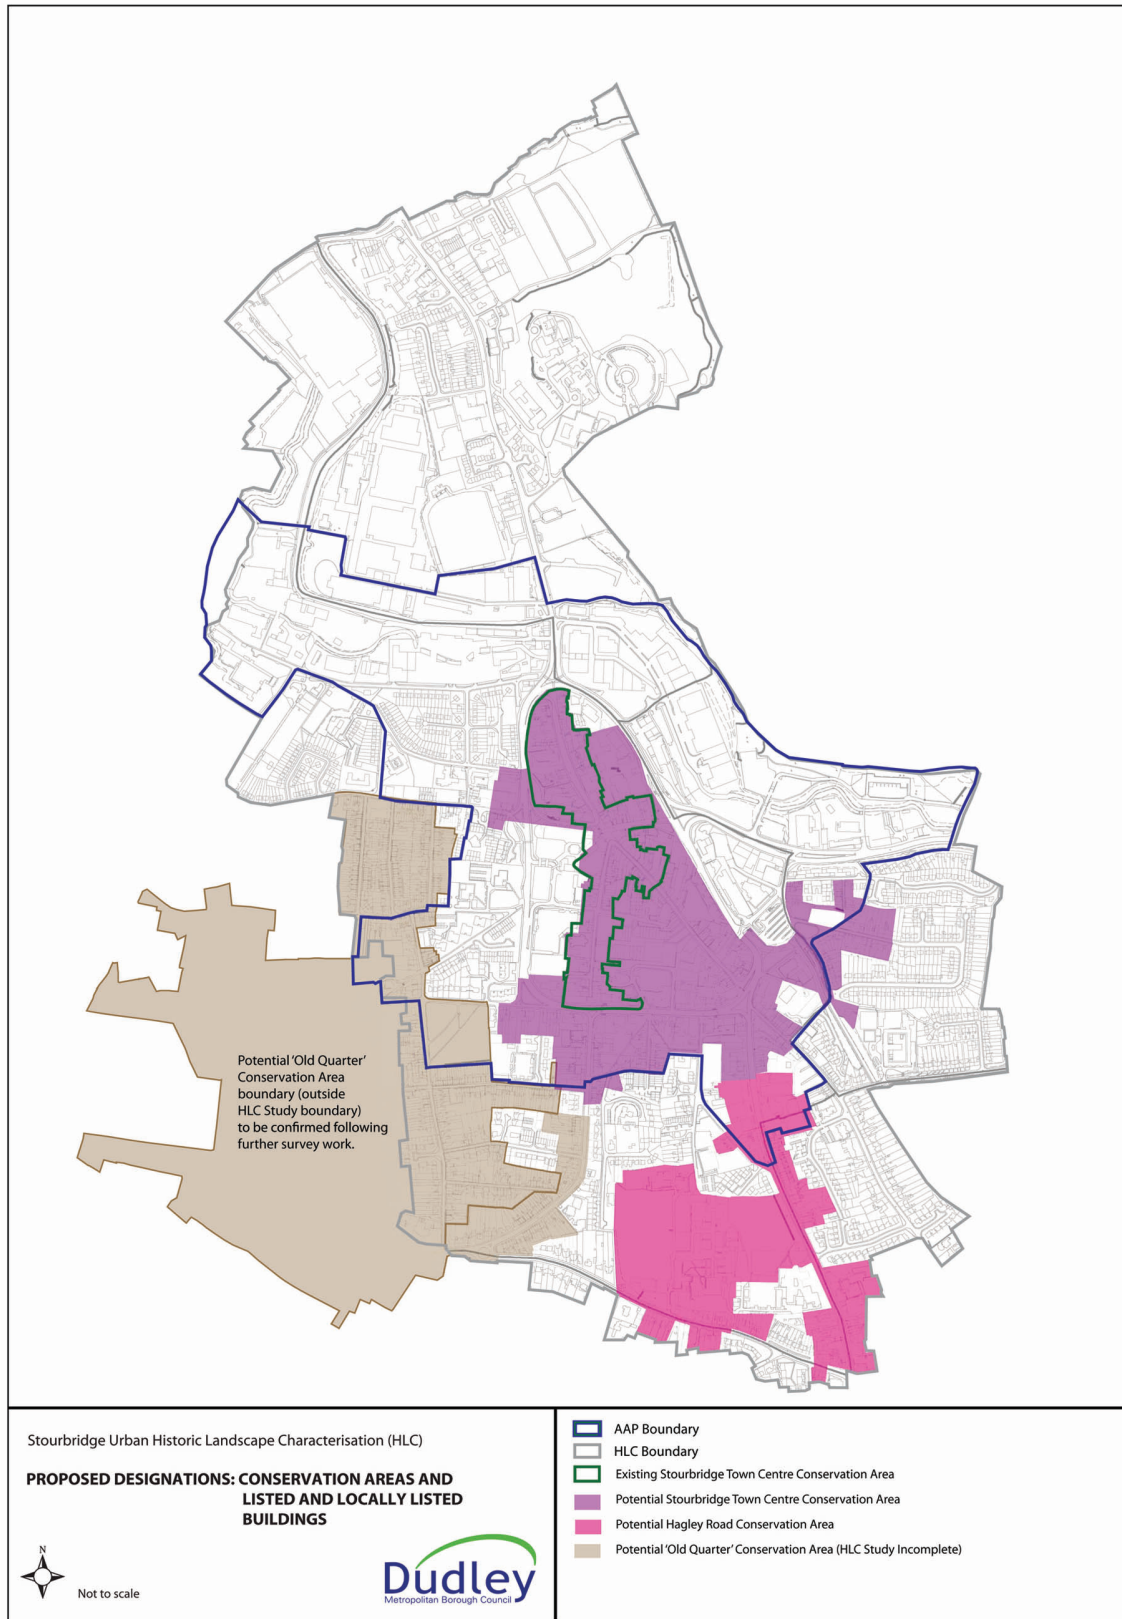 Potential ‘Old Quarter’
Conservation Area
boundary (outside
HLC Study boundary)
to be confirmed following
further survey work.
Stourbridge Urban Historic Landscape Characterisation (HLC)
PROPOSED DESIGNATIONS: CONSERVATION AREAS AND
LISTED AND LOCALLY LISTED
BUILDINGS
N
Not to scale
Dudley
Metropolitan Borough Council
AAP Boundary
HLC Boundary
Existing Stourbridge Town Centre Conservation Area
Potential Stourbridge Town Centre Conservation Area
Potential Hagley Road Conservation Area
Potential ‘Old Quarter’ Conservation Area (HLC Study Incomplete)